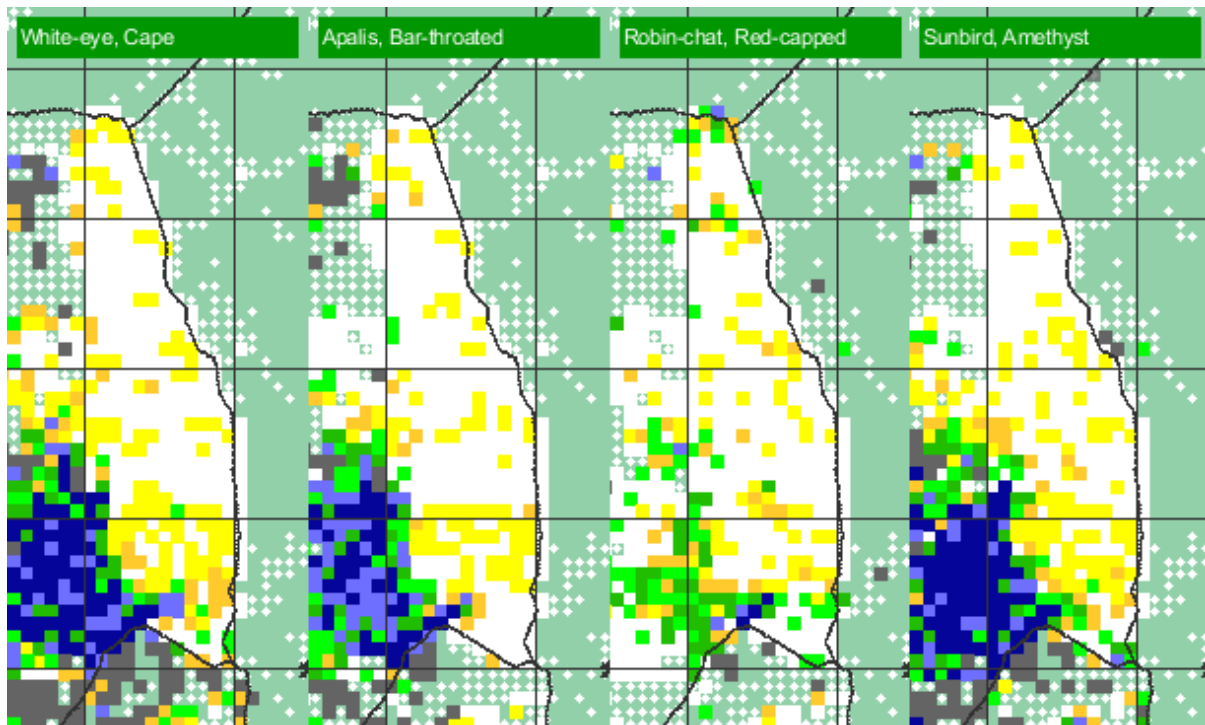 White-eye, Cape
Apalis, Bar-throated
Robin-chat, Red-capped
Sunbird, Amethyst